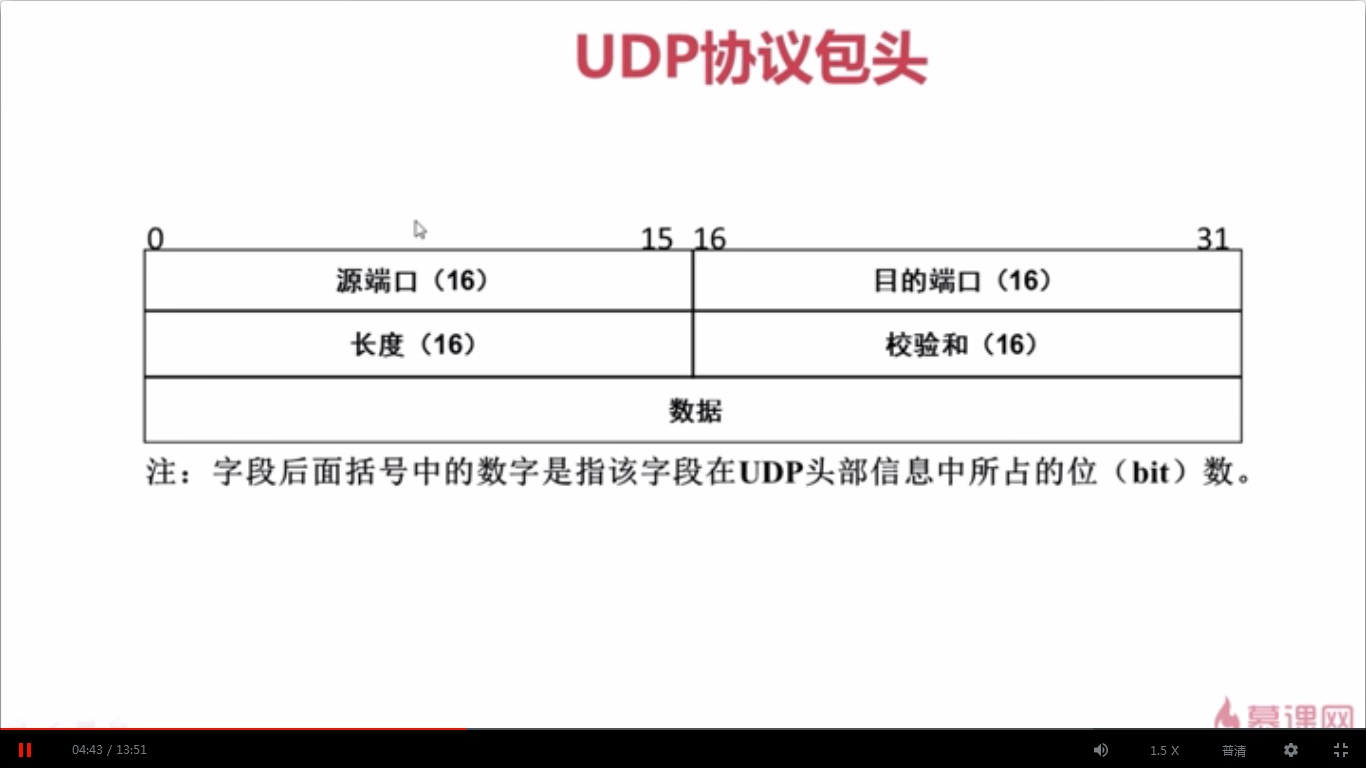 UDP协议包头
0 15 16 31
源端口（16） 目的端口（16）
长度（16） 校验和（16）
数据
注：字段后面括号中的数字是指该字段在UDP头部信息中所占的位（bit）数。
慕课网
04:43 / 13:51 1.5 X 普清